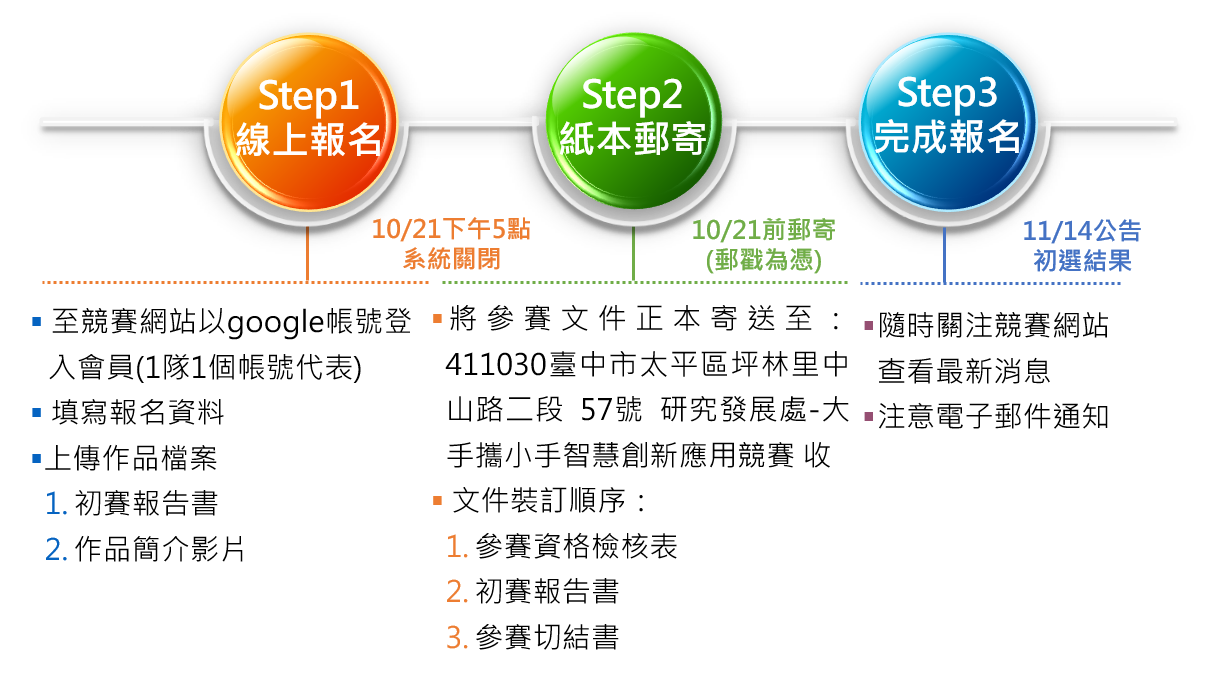 Step1
線上報名
10/21下午5點
系統關閉
▪ 至競賽網站以google帳號登
入會員(1隊1個帳號代表)
▪ 填寫報名資料
▪上傳作品檔案
1. 初賽報告書
2. 作品簡介影片
Step2
紙本郵寄
10/21前郵寄
(郵戳為憑)
▪將參賽文件正本寄送至：
411030臺中市太平區坪林里中
山路二段 57號 研究發展處-大
手攜小手智慧創新應用競賽 收
▪ 文件裝訂順序：
1. 參賽資格檢核表
2. 初賽報告書
3. 參賽切結書
Step3
完成報名
11/14公告
初選結果
▪隨時關注競賽網站
查看最新消息
▪注意電子郵件通知